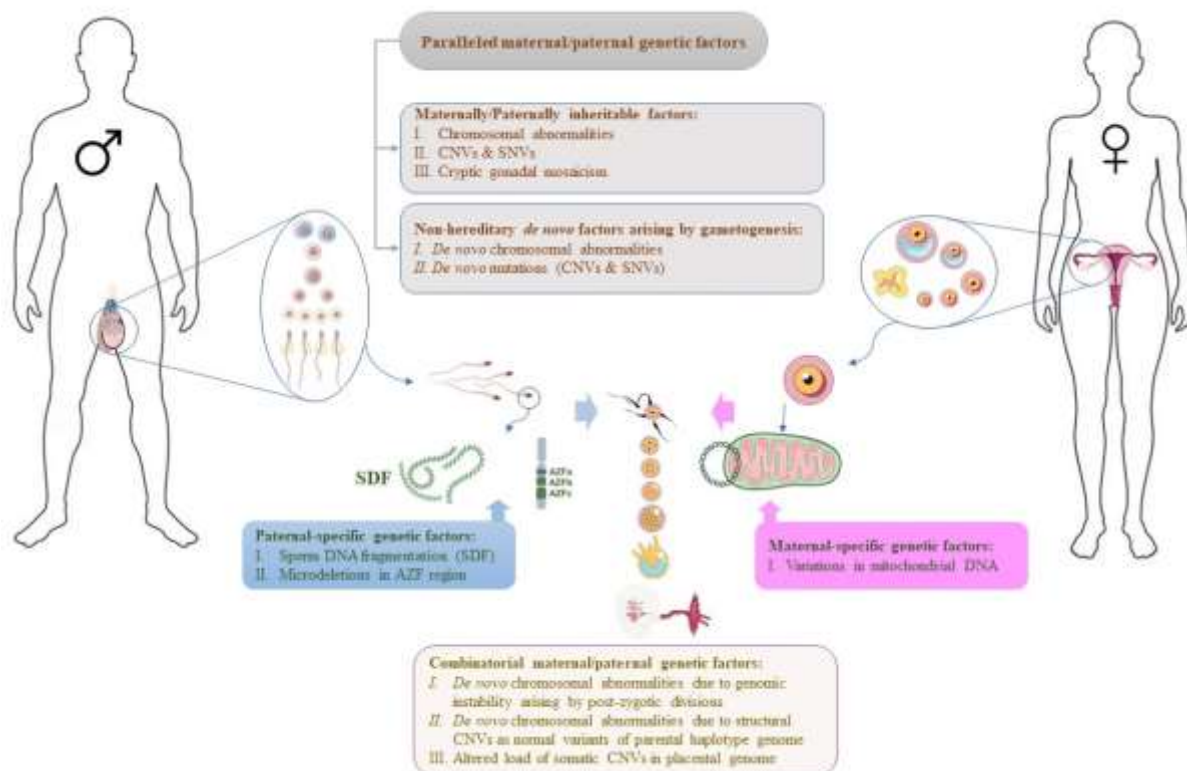 Paralleled maternal/paternal genetic factors
Maternally/Paternally inheritable factors:
I. Chromosomal abnormalities
II. CNVs & SNVs
III. Cryptic gonadal mosaicism
Non-hereditary de novo factors arising by gametogenesis:
I. De novo chromosomal abnormalities
II. De novo mutations (CNVs & SNVs)
SDF
AZFa
AZFb
AZFc
Paternal-specific genetic factors:
I. Sperm DNA fragmentation (SDF)
II. Microdeletions in AZF region
Maternal-specific genetic factors:
I. Variations in mitochondrial DNA
Combinatorial maternal/paternal genetic factors:
I. De novo chromosomal abnormalities due to genomic
instability arising by post-zygotic divisions
II. De novo chromosomal abnormalities due to structural
CNVs as normal variants of parental haplotype genome
III. Altered load of somatic CNVs in placental genome